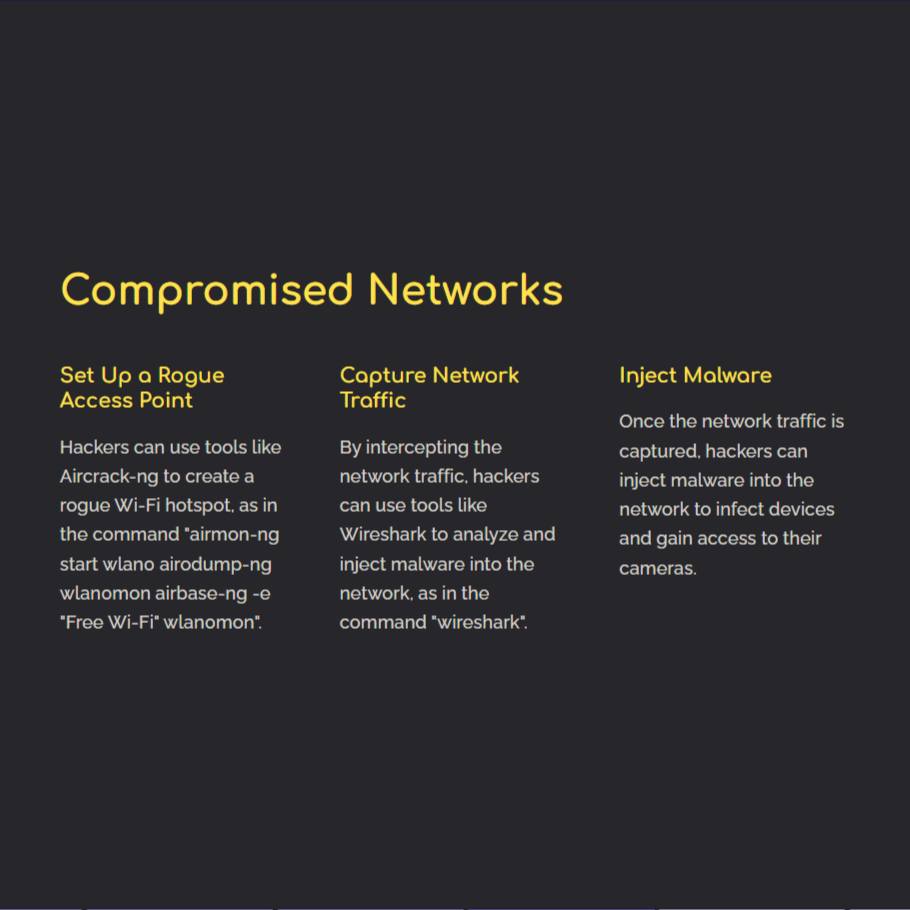 Compromised Networks
Set Up a Rogue
Access Point
Hackers can use tools like
Aircrack-ng to create a
rogue Wi-Fi hotspot, as in
the command "airmon-ng
start wlano airodump-ng
wlanomon airbase-ng -e
"Free Wi-Fi" wlanomon".
Capture Network
Traffic
By intercepting the
network traffic, hackers
can use tools like
Wireshark to analyze and
inject malware into the
network, as in the
command "wireshark".
Inject Malware
Once the network traffic is
captured, hackers can
inject malware into the
network to infect devices
and gain access to their
cameras.